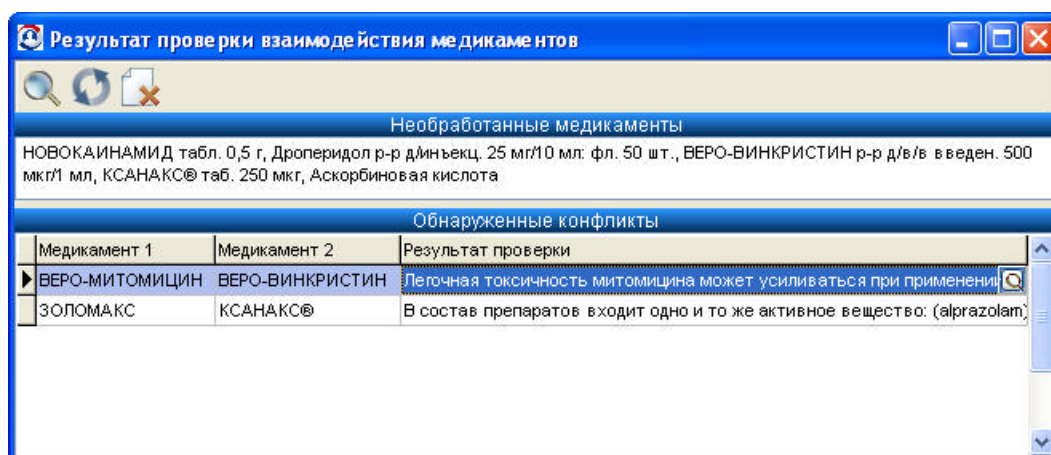 Результат проверки взаимодействия медикаментов
Необработанные медикаменты
НОВОКАИНАМИД табл. 0,5 г, Дроперидол р-р д/инъекц. 25 мг/10 мл: фл. 50 шт., ВЕРО-ВИНКРИСТИН р-р д/в/в введен. 500
мкг/1 мл, КСАНАКС® таб. 250 мкг, Аскорбиновая кислота
Обнаруженные конфликты
Медикамент 1 Медикамент 2 Результат проверки
ВЕРО-МИТОМИЦИН ВЕРО-ВИНКРИСТИН Легочная токсичность митомицина может усиливаться при применении
ЗОЛОМАКС КСАНАКС® В состав препаратов входит одно и то же активное вещество: (alprazolam)